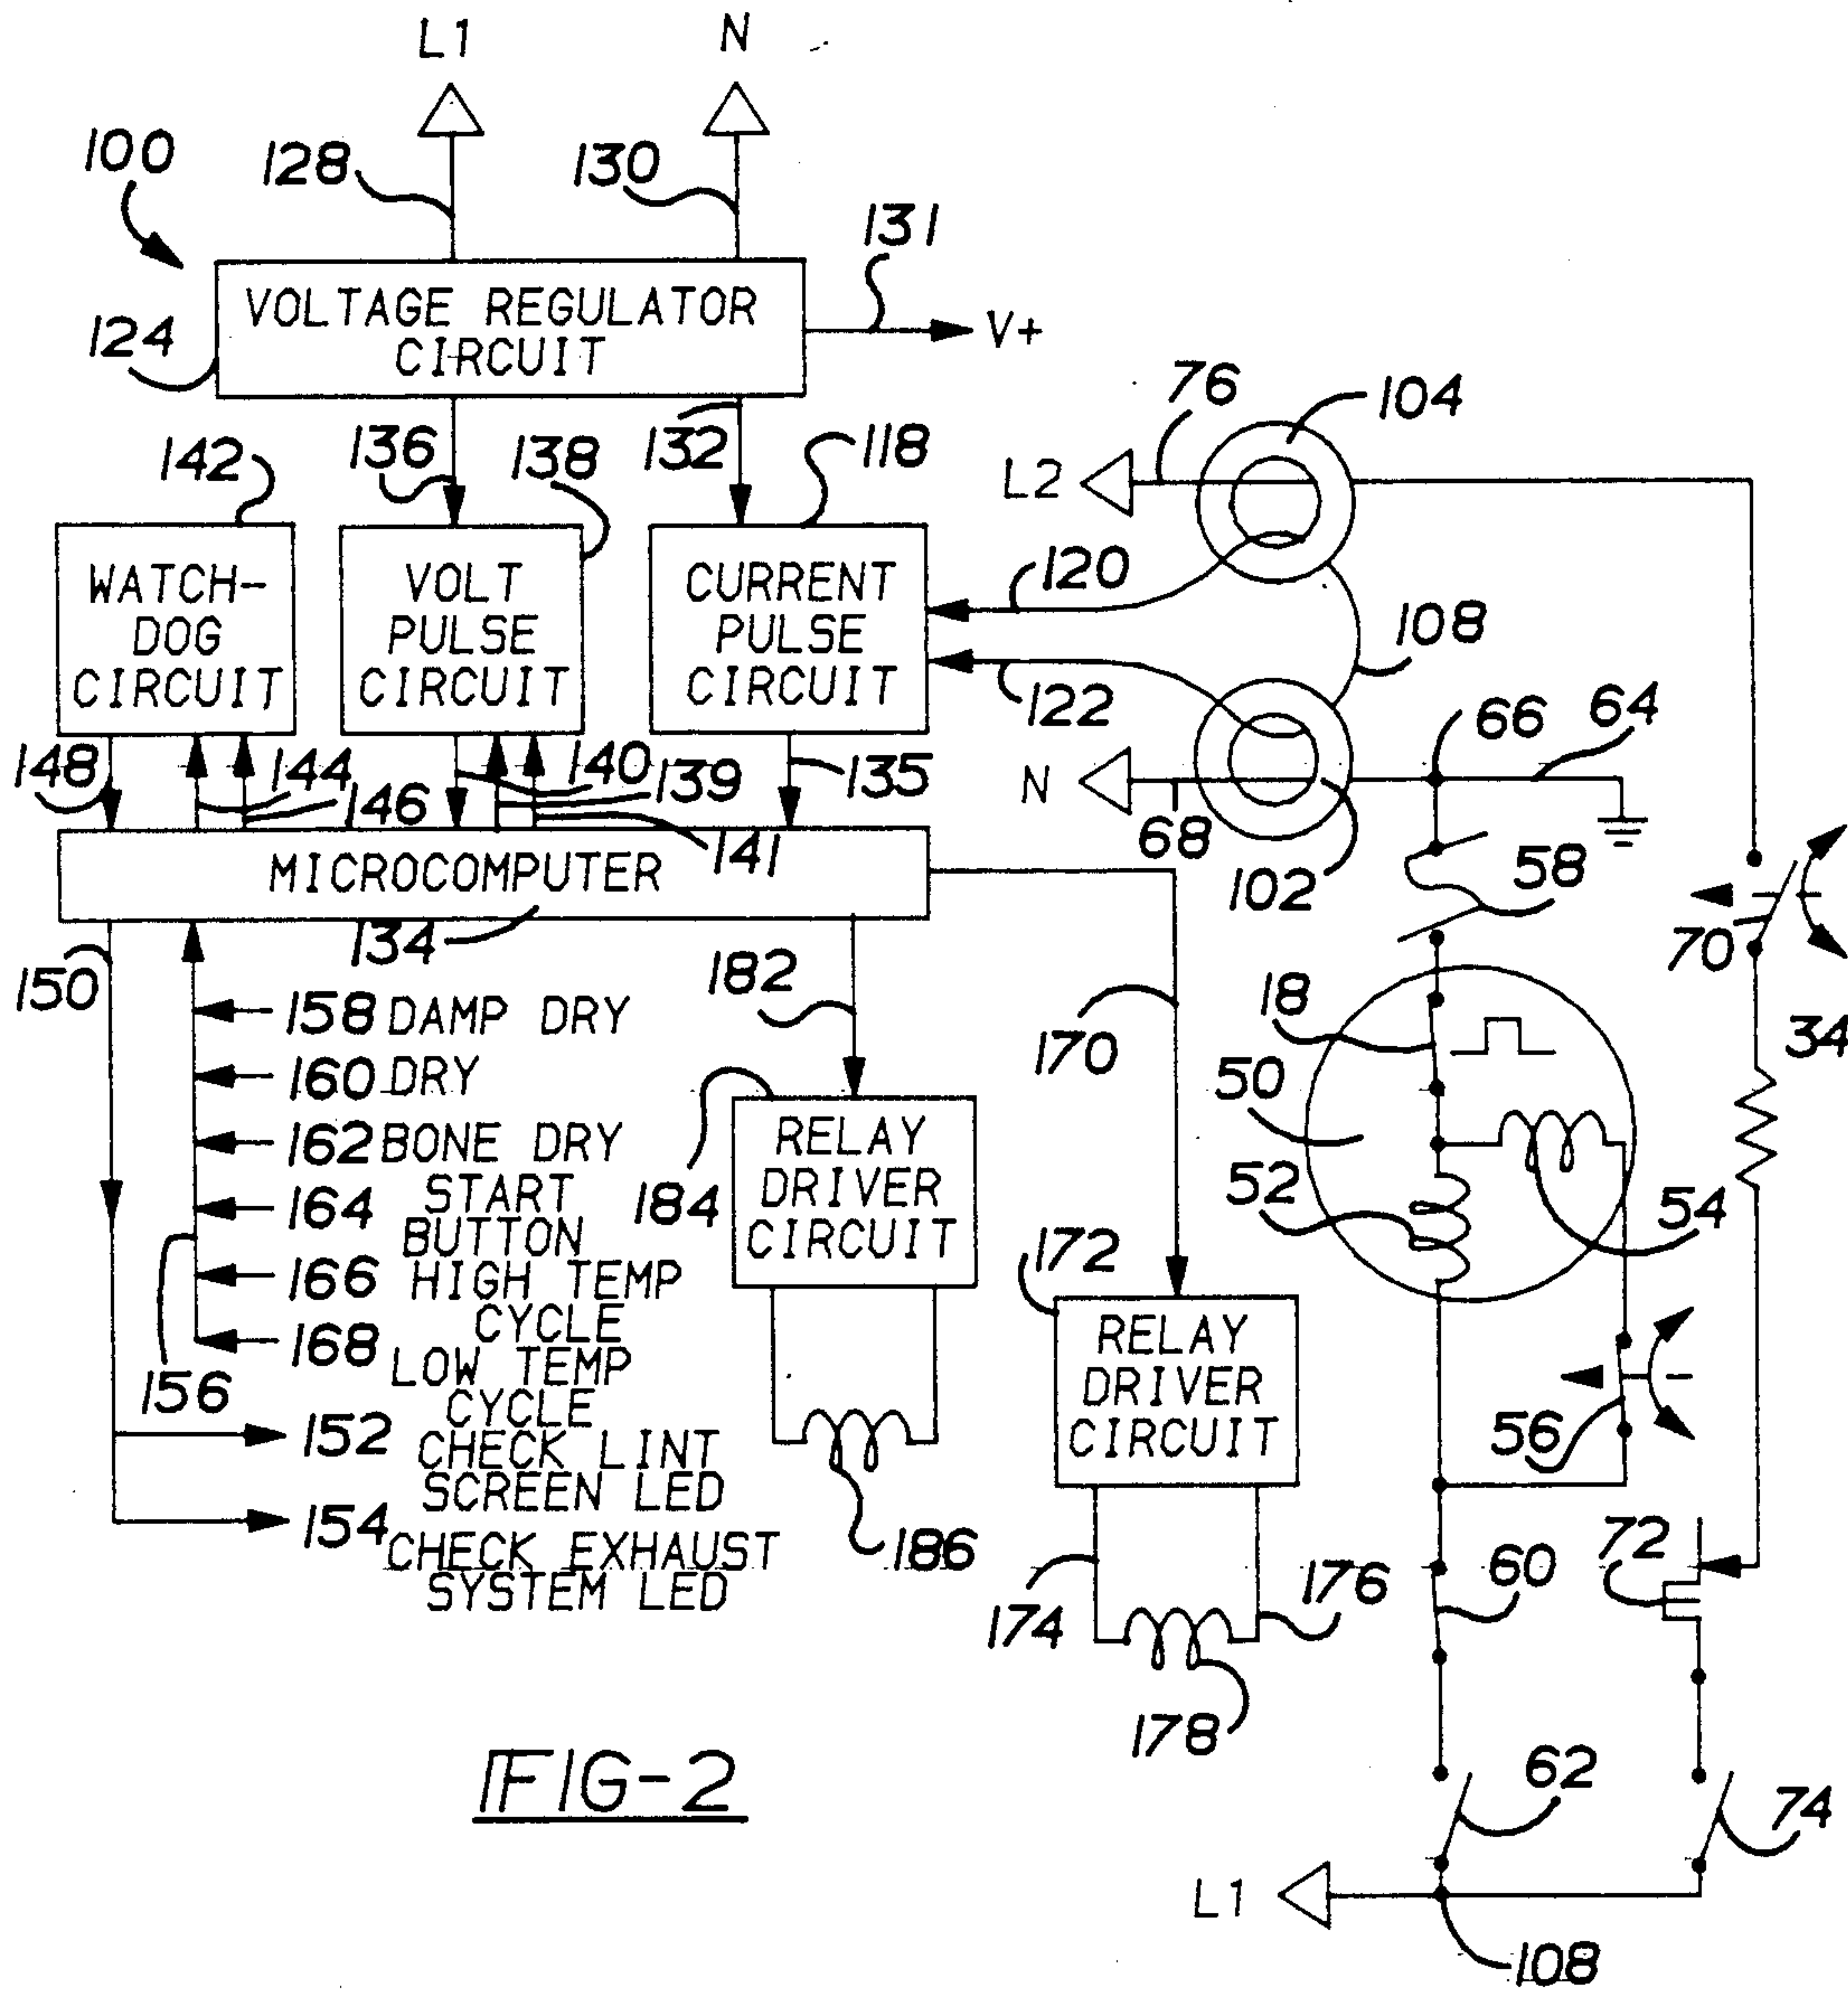 L1
N
100
128
130
131
VOLTAGE REGULATOR
CIRCUIT
V+
124
76
104
142
136
138
132
118
L2
WATCH-
DOG
CIRCUIT
VOLT
PULSE
CIRCUIT
CURRENT
PULSE
CIRCUIT
120
108
122
66
64
148
144
146
140
139
135
141
N
68
102
58
MICROCOMPUTER
134
70
150
182
170
18
34
158 DAMP DRY
160 DRY
162 BONE DRY
164 START
BUTTON
166 HIGH TEMP
CYCLE
168 LOW TEMP
CYCLE
156
152 CHECK LINT
SCREEN LED
154 CHECK EXHAUST
SYSTEM LED
184
RELAY
DRIVER
CIRCUIT
186
50
52
54
172
RELAY
DRIVER
CIRCUIT
56
174
176
178
60
72
62
74
L1
108
FIG-2